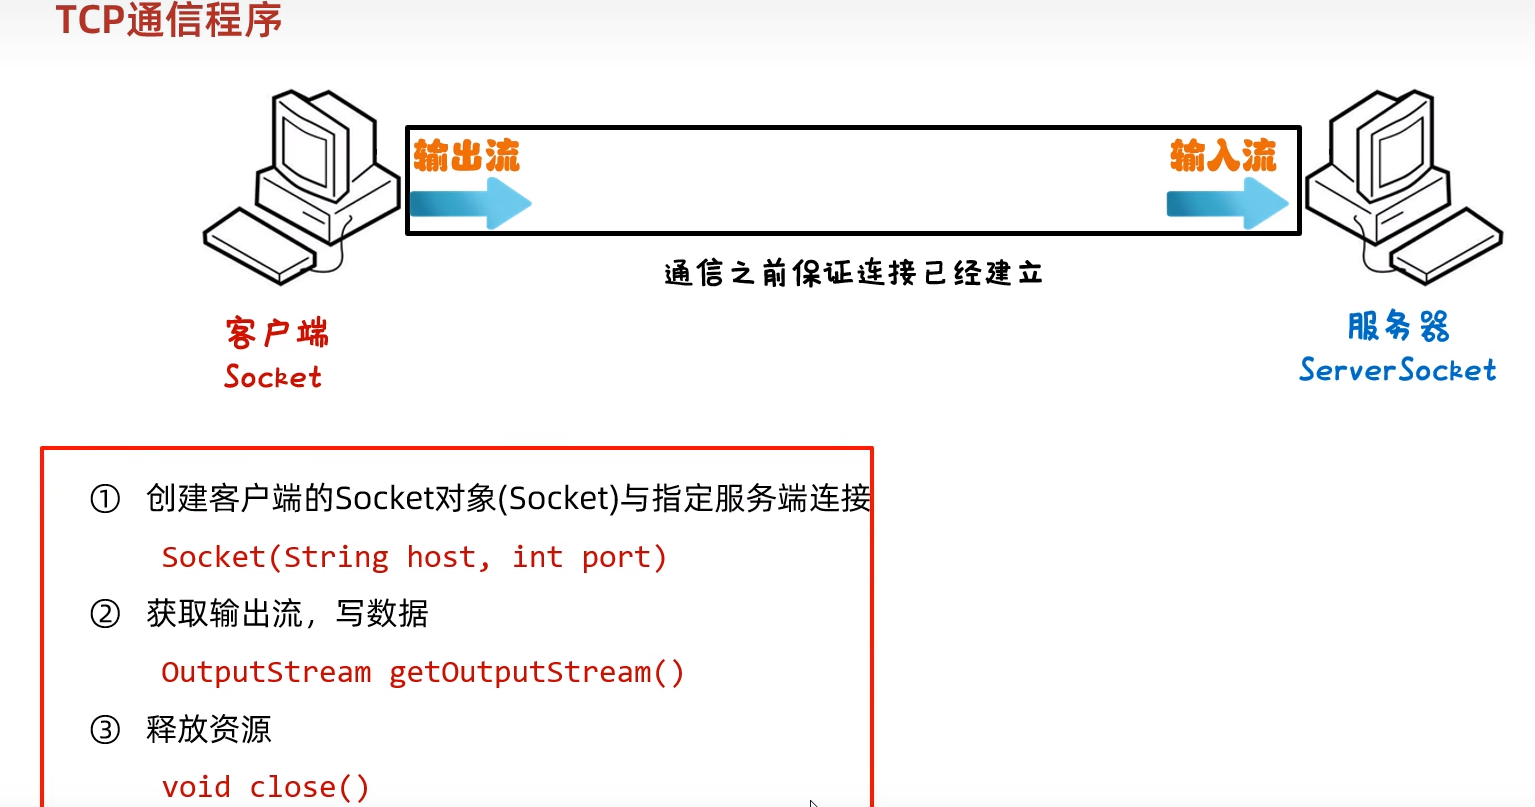 TCP通信程序
输出流
输入流
通信之前保证连接已经建立
客户端
Socket
服务器
ServerSocket
① 创建客户端的Socket对象(Socket)与指定服务端连接
Socket(String host, int port)
② 获取输出流，写数据
OutputStream getOutputStream()
③ 释放资源
void close()